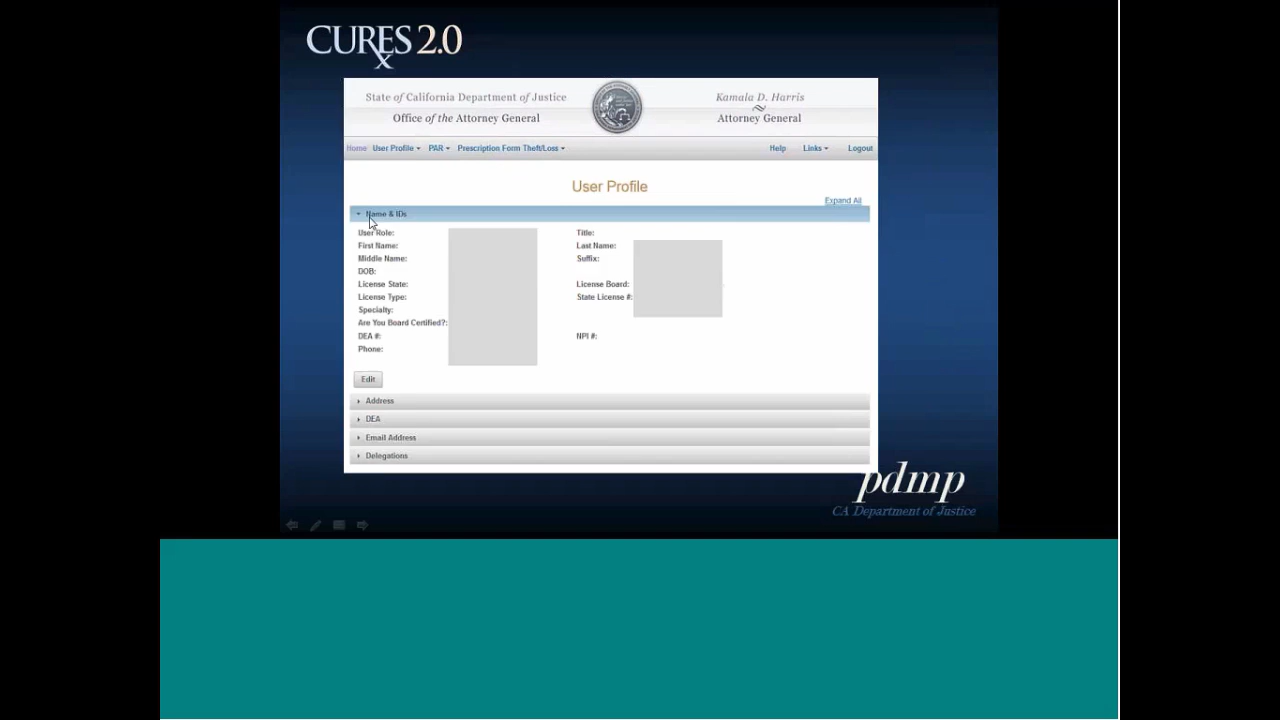 CURES 2.0
x
State of California Department of Justice
Office of the Attorney General
Kamala D. Harris
Attorney General
Home User Profile PAR Prescription Form Theft/Loss Help Links Logout
User Profile
Expand All
Name & IDs
User Role: Title:
First Name: Last Name:
Middle Name: Suffix:
DOB:
License State: License Board:
License Type: State License #:
Specialty:
Are You Board Certified?:
DEA #: NPI #:
Phone:
Edit
Address
DEA
Email Address
Delegations
pdmp
CA Department of Justice